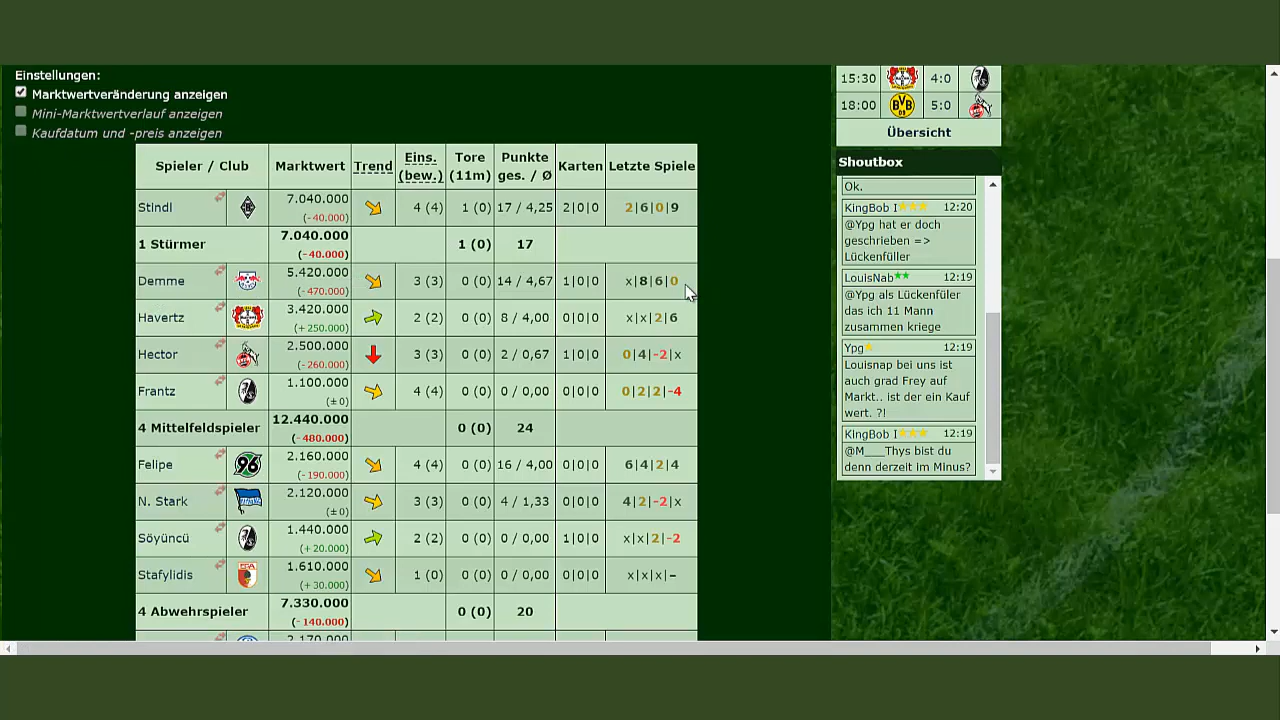 Einstellungen:
Marktwertveränderung anzeigen
Mini-Marktwertverlauf anzeigen
Kaufdatum und -preis anzeigen
Spieler / Club Marktwert Trend Eins. (bew.) Tore (11m) Punkte ges. / Ø Karten Letzte Spiele
Stindl 7.040.000 (-40.000) 4 (4) 1 (0) 17 / 4,25 2|0|0 2|6|0|9
1 Stürmer 7.040.000 (-40.000) 1 (0) 17
Demme 5.420.000 (-470.000) 3 (3) 0 (0) 14 / 4,67 1|0|0 x|8|6|0
Havertz 3.420.000 (+250.000) 2 (2) 0 (0) 8 / 4,00 0|0|0 x|x|2|6
Hector 2.500.000 (-260.000) 3 (3) 0 (0) 2 / 0,67 1|0|0 0|4|-2|x
Frantz 1.100.000 (±0) 4 (4) 0 (0) 0 / 0,00 0|0|0 0|2|2|-4
4 Mittelfeldspieler 12.440.000 (-480.000) 0 (0) 24
Felipe 96 2.160.000 (-190.000) 4 (4) 0 (0) 16 / 4,00 0|0|0 6|4|2|4
N. Stark 2.120.000 (±0) 3 (3) 0 (0) 4 / 1,33 0|0|0 4|2|-2|x
Söyüncü 1.440.000 (+20.000) 2 (2) 0 (0) 0 / 0,00 1|0|0 x|x|2|-2
Stafylidis 1.610.000 (+30.000) 1 (0) 0 (0) 0 / 0,00 0|0|0 x|x|x|–
4 Abwehrspieler 7.330.000 (-140.000) 0 (0) 20
2.170.000
15:30 4:0
18:00 BVB 09 5:0
Übersicht
Shoutbox
Ok.
KingBob I 12:20
@Ypg hat er doch
geschrieben =>
Lückenfüller
LouisNab 12:19
@Ypg als Lückenfüler
das ich 11 Mann
zusammen kriege
Ypg 12:19
Louisnap bei uns ist
auch grad Frey auf
Markt.. ist der ein Kauf
wert. ?!
KingBob I 12:19
@M___Thys bist du
denn derzeit im Minus?